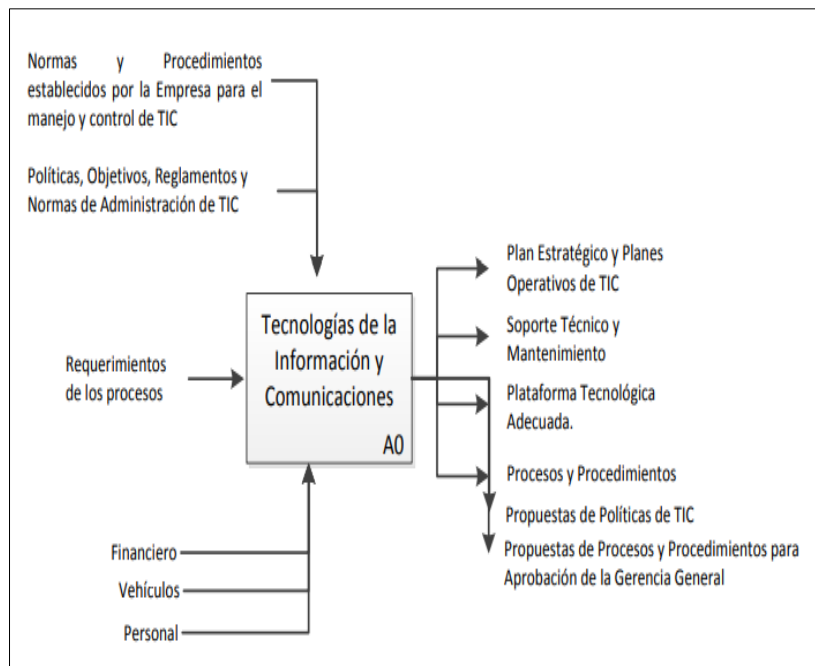 Normas y Procedimientos
establecidos por la Empresa para el
manejo y control de TIC
Políticas, Objetivos, Reglamentos y
Normas de Administración de TIC
Requerimientos
de los procesos
Tecnologías de la
Información y
Comunicaciones
A0
Financiero
Vehículos
Personal
Plan Estratégico y Planes
Operativos de TIC
Soporte Técnico y
Mantenimiento
Plataforma Tecnológica
Adecuada.
Procesos y Procedimientos
Propuestas de Políticas de TIC
Propuestas de Procesos y Procedimientos para
Aprobación de la Gerencia General